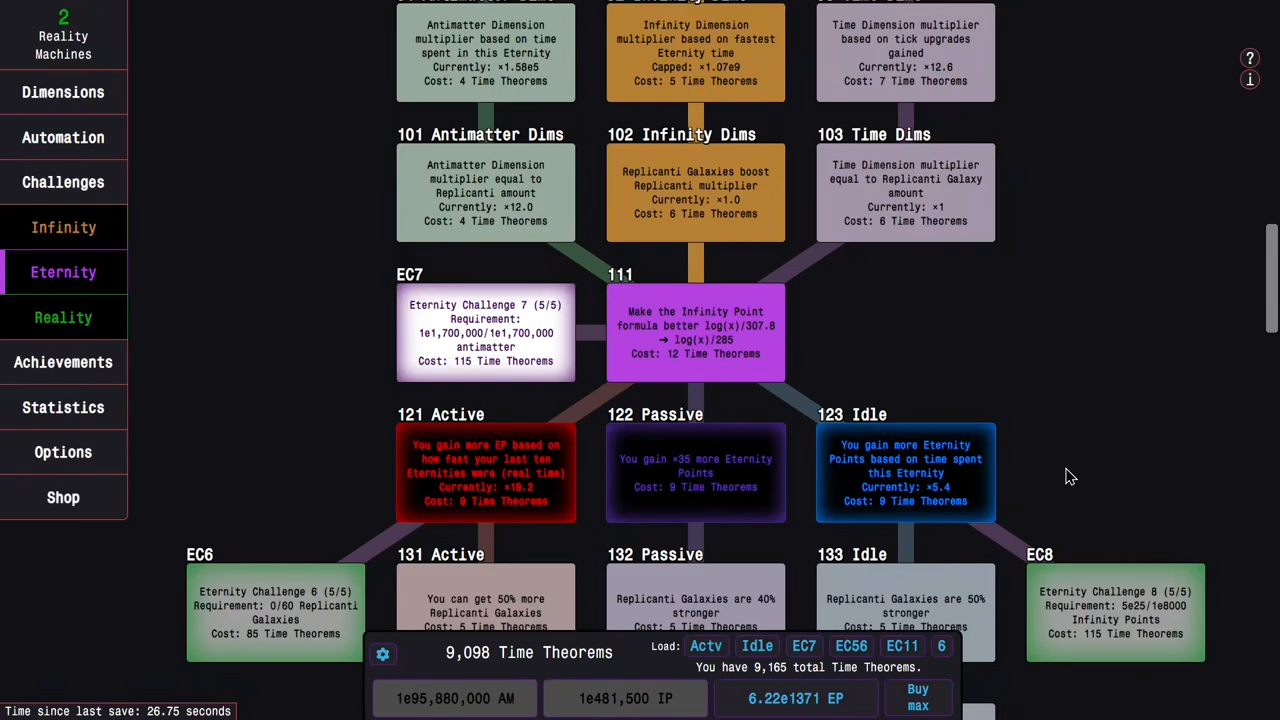 2
Reality
Machines
Dimensions
Automation
Challenges
Infinity
Eternity
Reality
Achievements
Statistics
Options
Shop
Time since last save: 26.75 seconds
?
i
Antimatter Dimension
multiplier based on time
spent in this Eternity
Currently: ×1.58e5
Cost: 4 Time Theorems
Infinity Dimension
multiplier based on fastest
Eternity time
Capped: ×1.07e9
Cost: 5 Time Theorems
Time Dimension multiplier
based on tick upgrades
gained
Currently: ×12.6
Cost: 7 Time Theorems
101 Antimatter Dims
Antimatter Dimension
multiplier equal to
Replicanti amount
Currently: ×12.0
Cost: 4 Time Theorems
102 Infinity Dims
Replicanti Galaxies boost
Replicanti multiplier
Currently: ×1.0
Cost: 6 Time Theorems
103 Time Dims
Time Dimension multiplier
equal to Replicanti Galaxy
amount
Currently: ×1
Cost: 6 Time Theorems
EC7
Eternity Challenge 7 (5/5)
Requirement:
1e1,700,000/1e1,700,000
antimatter
Cost: 115 Time Theorems
111
Make the Infinity Point
formula better log(x)/307.8
➜ log(x)/285
Cost: 12 Time Theorems
121 Active
You gain more EP based on
how fast your last ten
Eternities were (real time)
Currently: ×19.2
Cost: 9 Time Theorems
122 Passive
You gain ×35 more Eternity
Points
Cost: 9 Time Theorems
123 Idle
You gain more Eternity
Points based on time spent
this Eternity
Currently: ×5.4
Cost: 9 Time Theorems
EC6
Eternity Challenge 6 (5/5)
Requirement: 0/60 Replicanti
Galaxies
Cost: 85 Time Theorems
131 Active
You can get 50% more
Replicanti Galaxies
Cost: 5 Time Theorems
132 Passive
Replicanti Galaxies are 40%
stronger
Cost: 5 Time Theorems
133 Idle
Replicanti Galaxies are 50%
stronger
Cost: 5 Time Theorems
EC8
Eternity Challenge 8 (5/5)
Requirement: 5e25/1e8000
Infinity Points
Cost: 115 Time Theorems
9,098 Time Theorems
Load: Actv Idle EC7 EC56 EC11 6
You have 9,165 total Time Theorems.
1e95,880,000 AM
1e481,500 IP
6.22e1371 EP
Buy
max